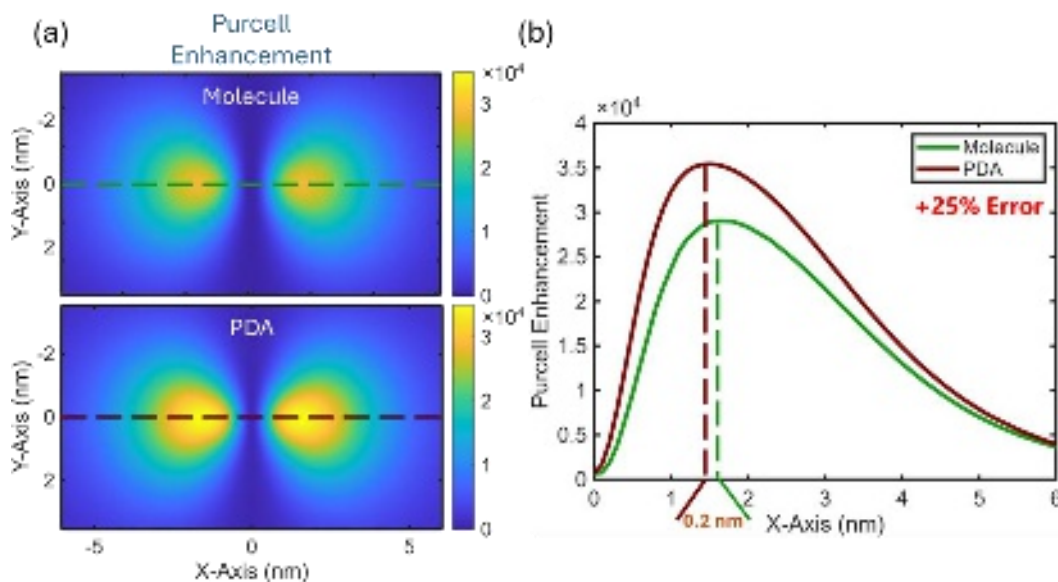 (a)
Purcell
Enhancement
×10⁴
Molecule
3
2
1
0
-2
0
2
Y-Axis (nm)
×10⁴
PDA
3
2
1
0
-2
0
2
Y-Axis (nm)
-5
0
5
X-Axis (nm)
(b)
×10⁴
4
3.5
3
2.5
2
1.5
1
0.5
0
Purcell Enhancement
Molecule
PDA
+25% Error
0 1 2 3 4 5 6
0.2 nm
X-Axis (nm)